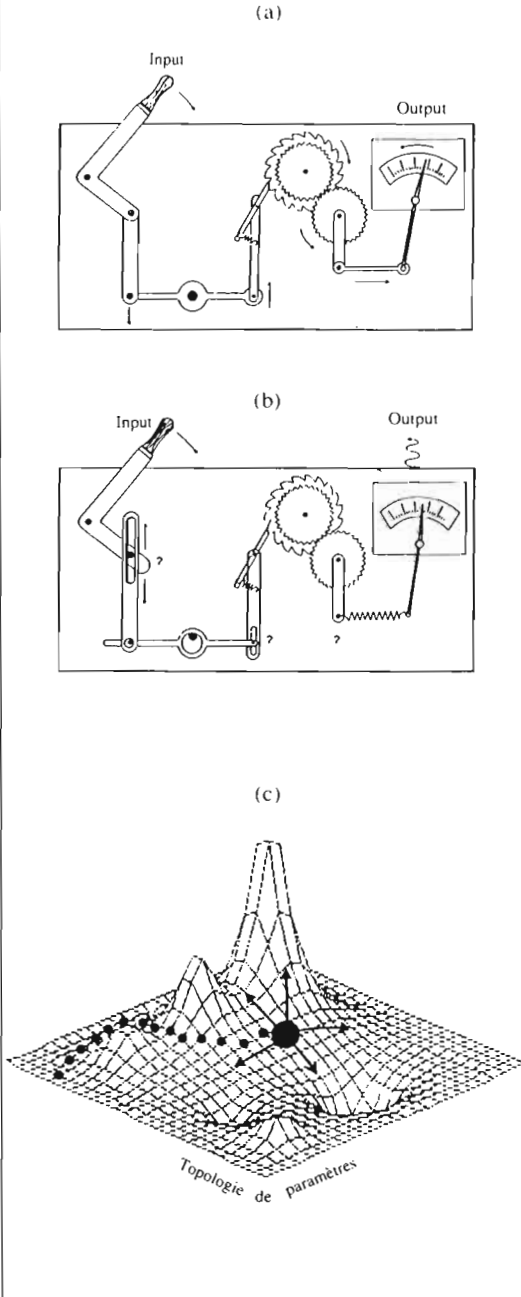 (a)
Input
Output
(b)
Input
Output
?
?
?
(c)
Topologie de paramètres